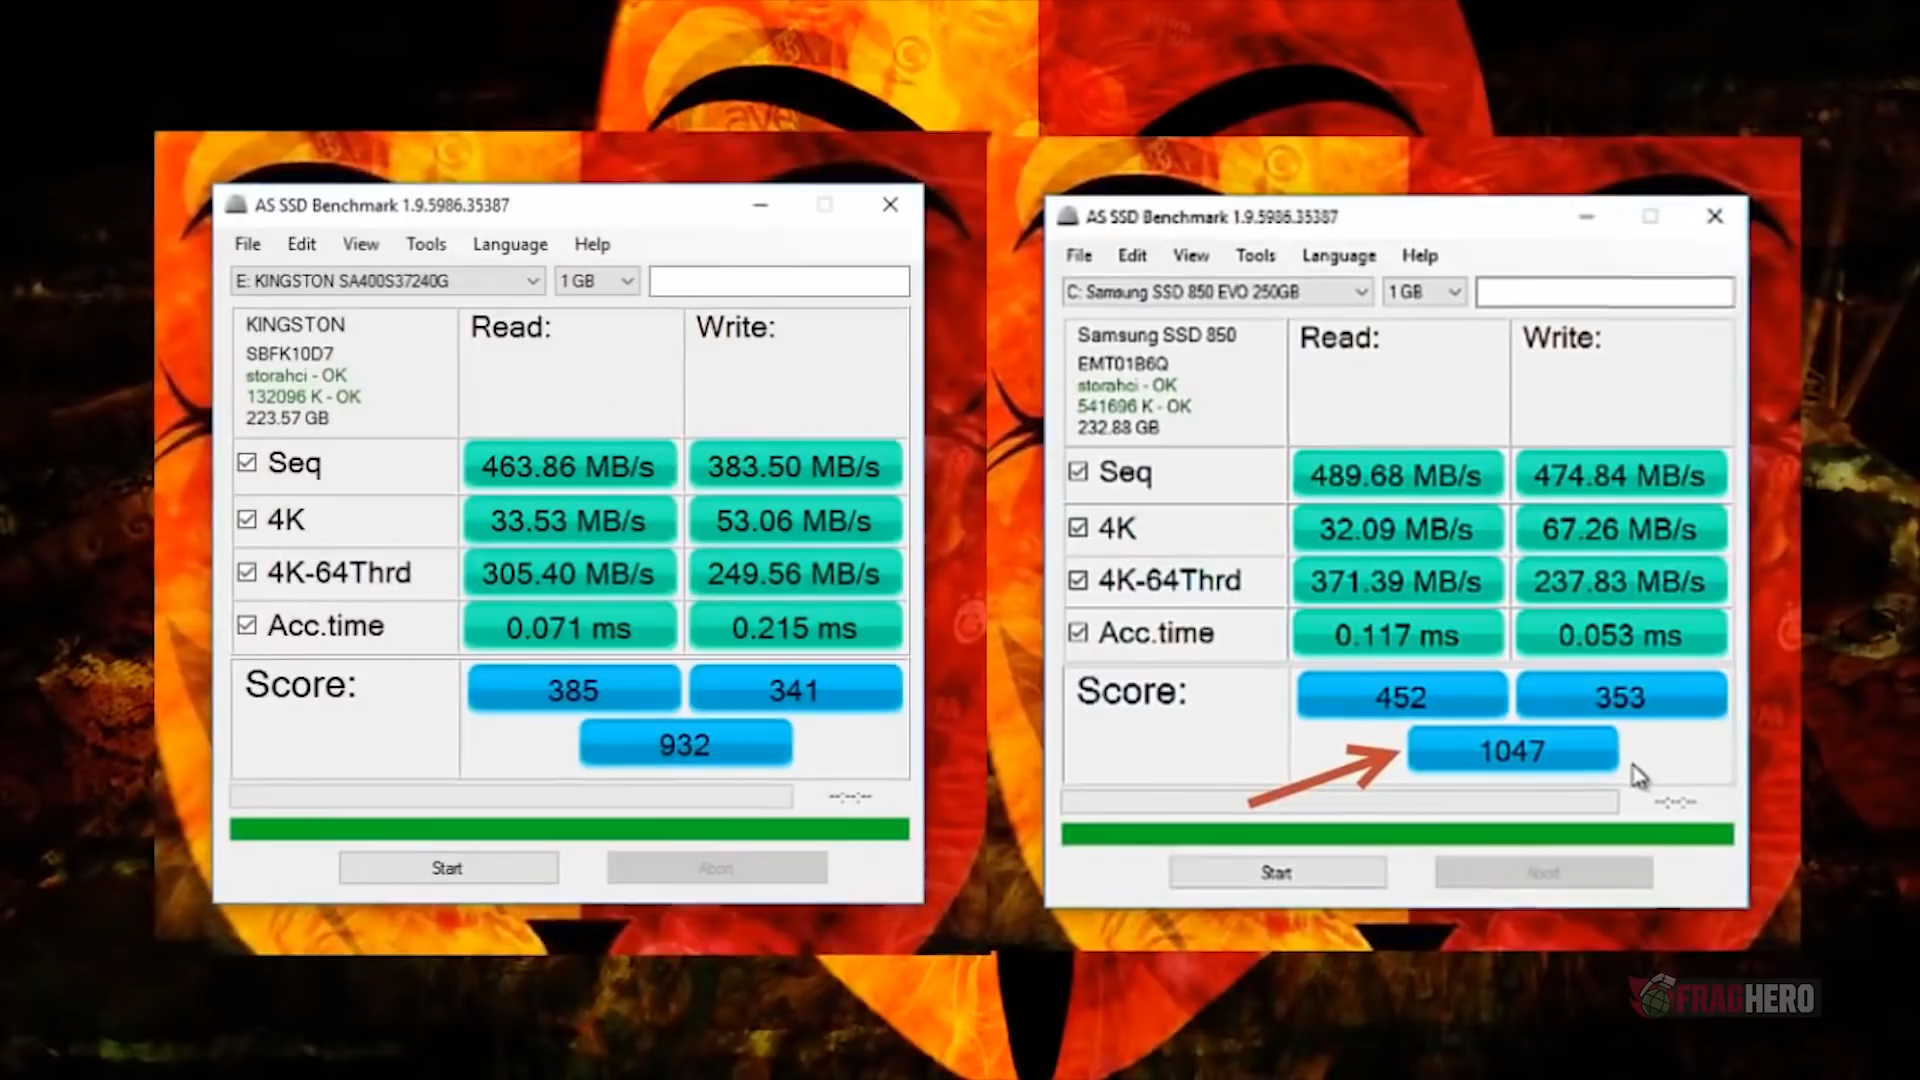 AS SSD Benchmark 1.9.5986.35387
File Edit View Tools Language Help
E: KINGSTON SA400S37240G 1 GB
KINGSTON
SBFK10D7
storahci - OK
132096 K - OK
223.57 GB
Read: Write:
Seq 463.86 MB/s 383.50 MB/s
4K 33.53 MB/s 53.06 MB/s
4K-64Thrd 305.40 MB/s 249.56 MB/s
Acc.time 0.071 ms 0.215 ms
Score: 385 341
932
--:--:--
Start Abort
AS SSD Benchmark 1.9.5986.35387
File Edit View Tools Language Help
C: Samsung SSD 850 EVO 250GB 1 GB
Samsung SSD 850
EMT01B6Q
storahci - OK
541696 K - OK
232.88 GB
Read: Write:
Seq 489.68 MB/s 474.84 MB/s
4K 32.09 MB/s 67.26 MB/s
4K-64Thrd 371.39 MB/s 237.83 MB/s
Acc.time 0.117 ms 0.053 ms
Score: 452 353
1047
--:--:--
Start Abort
FRAGHERO